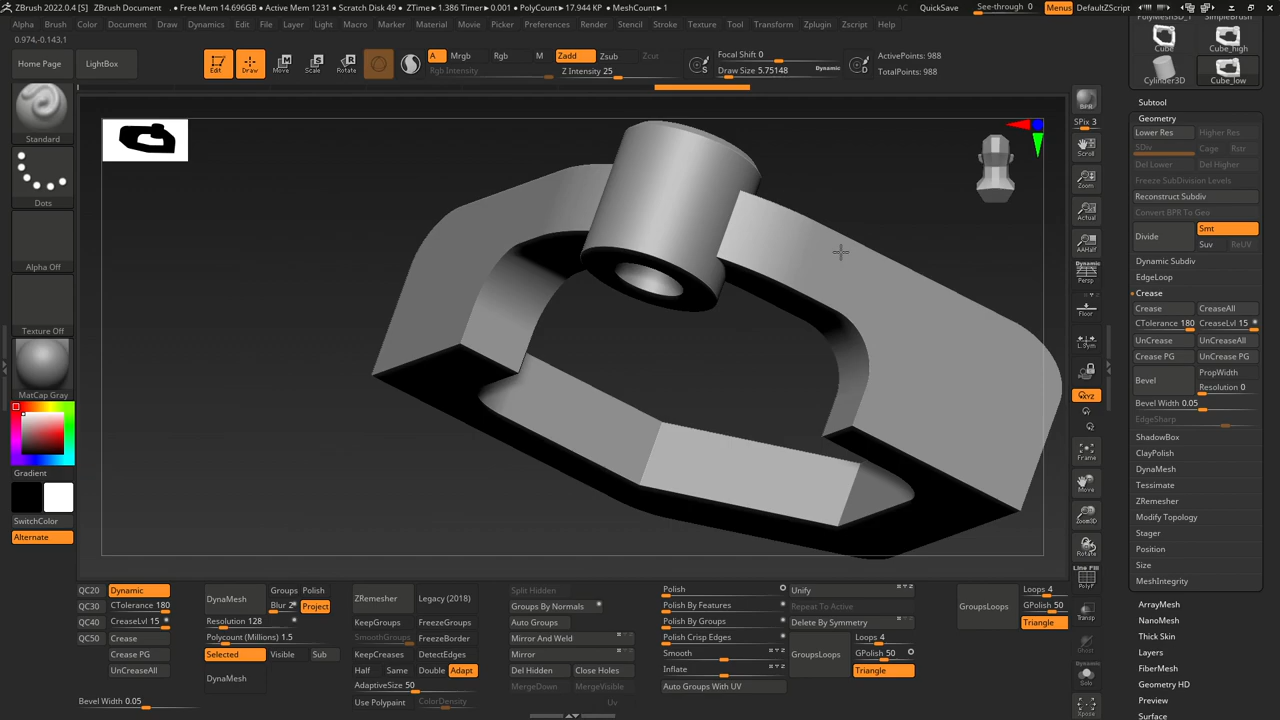 ZBrush 2022.0.4 [S] ZBrush Document • Free Mem 14.696GB • Active Mem 1231 • Scratch Disk 49 • ZTime ▸ 1.386 Timer ▸ 0.001 • PolyCount ▸ 17.944 KP • MeshCount ▸ 1 AC QuickSave See-through 0 Menus DefaultZScript
Alpha Brush Color Document Draw Dynamics Edit File Layer Light Macro Marker Material Movie Picker Preferences Render Stencil Stroke Texture Tool Transform Zplugin Zscript Help
0.974,-0.143,1
Home Page LightBox Edit Draw Move Scale Rotate A Mrgb Rgb M Zadd Zsub Zcut Focal Shift 0 ActivePoints: 988
Rgb Intensity Z Intensity 25 Draw Size 5.75148 Dynamic TotalPoints: 988
S D
Standard
Dots
Alpha Off
Texture Off
MatCap Gray
Gradient
SwitchColor
Alternate
BPR
SPix 3
Scroll
Zoom
Actual
AAHalf
Dynamic
Persp
Floor
L.Sym
XYZ
Frame
Move
Zoom3D
Rotate
Line Fill
PolyF
Transp
Ghost
Dynamic
Solo
Xpose
PolyMesh3D_1 SimpleBrush
Cube Cube_high
Cylinder3D Cube_low
Subtool
Geometry
Lower Res Higher Res
SDiv Cage Rstr
Del Lower Del Higher
Freeze SubDivision Levels
Reconstruct Subdiv
Convert BPR To Geo
Divide Smt
Suv ReUV
Dynamic Subdiv
EdgeLoop
Crease
Crease CreaseAll
CTolerance 180 CreaseLvl 15
UnCrease UnCreaseAll
Crease PG UnCrease PG
Bevel PropWidth
Resolution 0
Bevel Width 0.05
EdgeSharp
ShadowBox
ClayPolish
DynaMesh
Tessimate
ZRemesher
Modify Topology
Stager
Position
Size
MeshIntegrity
ArrayMesh
NanoMesh
Thick Skin
Layers
FiberMesh
Geometry HD
Preview
Surface
QC20 Dynamic
QC30 CTolerance 180
QC40 CreaseLvl 15
QC50 Crease
Crease PG
UnCreaseAll
Bevel Width 0.05
DynaMesh Groups Polish
Blur 2 Project
Resolution 128
Polycount (Millions) 1.5
Selected Visible Sub
DynaMesh
ZRemesher Legacy (2018)
KeepGroups FreezeGroups
SmoothGroups FreezeBorder
KeepCreases DetectEdges
Half Same Double Adapt
AdaptiveSize 50
Use Polypaint ColorDensity
Split Hidden
Groups By Normals
Auto Groups
Mirror And Weld
Mirror
Del Hidden Close Holes
MergeDown MergeVisible
Uv
Polish
Polish By Features
Polish By Groups
Polish Crisp Edges
Smooth
Inflate
Auto Groups With UV
Unify
Repeat To Active
Delete By Symmetry
GroupsLoops Loops 4
GPolish 50
Triangle
GroupsLoops Loops 4
GPolish 50
Triangle